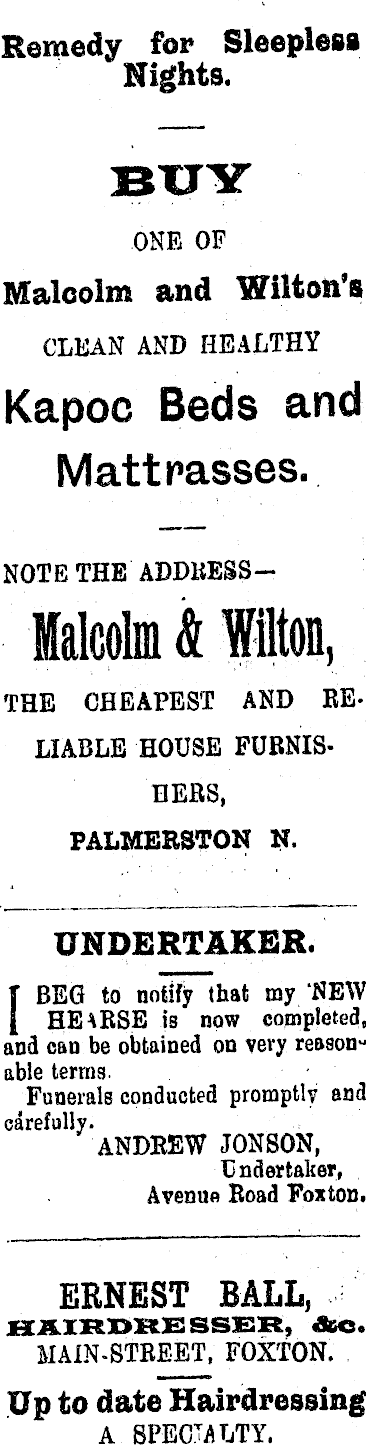 Remedy for Sleepless
Nights.
BUY
ONE OF
Malcolm and Wilton's
CLEAN AND HEALTHY
Kapoc Beds and
Mattrasses.
NOTE THE ADDRESS—
Malcolm & Wilton,
THE CHEAPEST AND RE-
LIABLE HOUSE FURNIS-
HERS,
PALMERSTON N.
UNDERTAKER.
I BEG to notify that my NEW
HEARSE is now completed,
and can be obtained on very reason-
able terms.
Funerals conducted promptly and
carefully.
ANDREW JONSON,
Undertaker,
Avenue Road Foxton.
ERNEST BALL,
HAIRDRESSER, &c.
MAIN-STREET, FOXTON.
Up to date Hairdressing
A SPECIALTY.